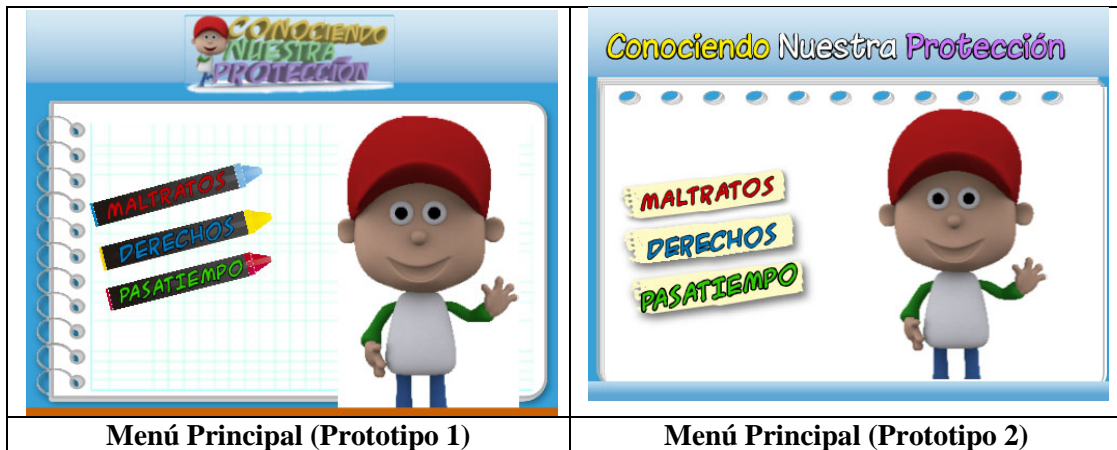 CONOCIENDO
NUESTRA
PROTECCIÓN
MALTRATOS
DERECHOS
PASATIEMPO
Menú Principal (Prototipo 1)
Conociendo Nuestra Protección
MALTRATOS
DERECHOS
PASATIEMPO
Menú Principal (Prototipo 2)